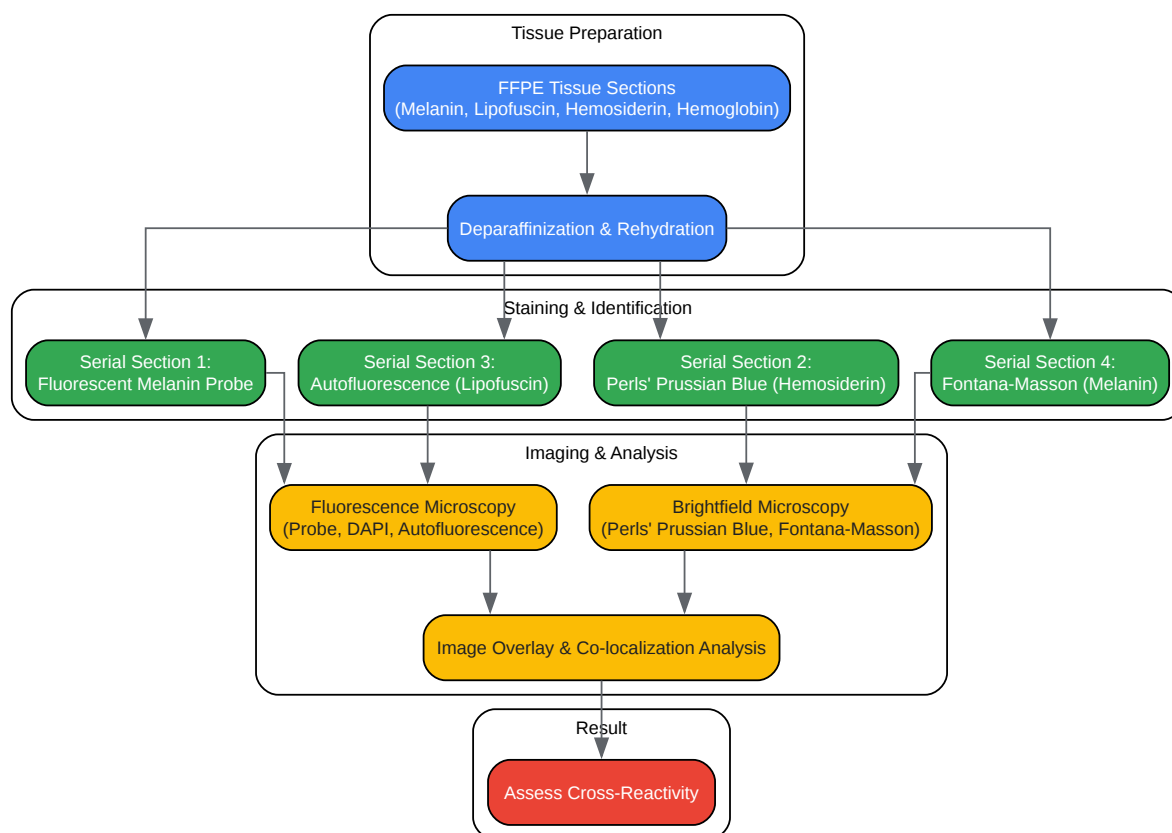 Tissue Preparation
FFPE Tissue Sections
(Melanin, Lipofuscin, Hemosiderin, Hemoglobin)
Deparaffinization & Rehydration
Staining & Identification
Serial Section 1:
Fluorescent Melanin Probe
Serial Section 3:
Autofluorescence (Lipofuscin)
Serial Section 2:
Perls' Prussian Blue (Hemosiderin)
Serial Section 4:
Fontana-Masson (Melanin)
Imaging & Analysis
Fluorescence Microscopy
(Probe, DAPI, Autofluorescence)
Brightfield Microscopy
(Perls' Prussian Blue, Fontana-Masson)
Image Overlay & Co-localization Analysis
Result
Assess Cross-Reactivity